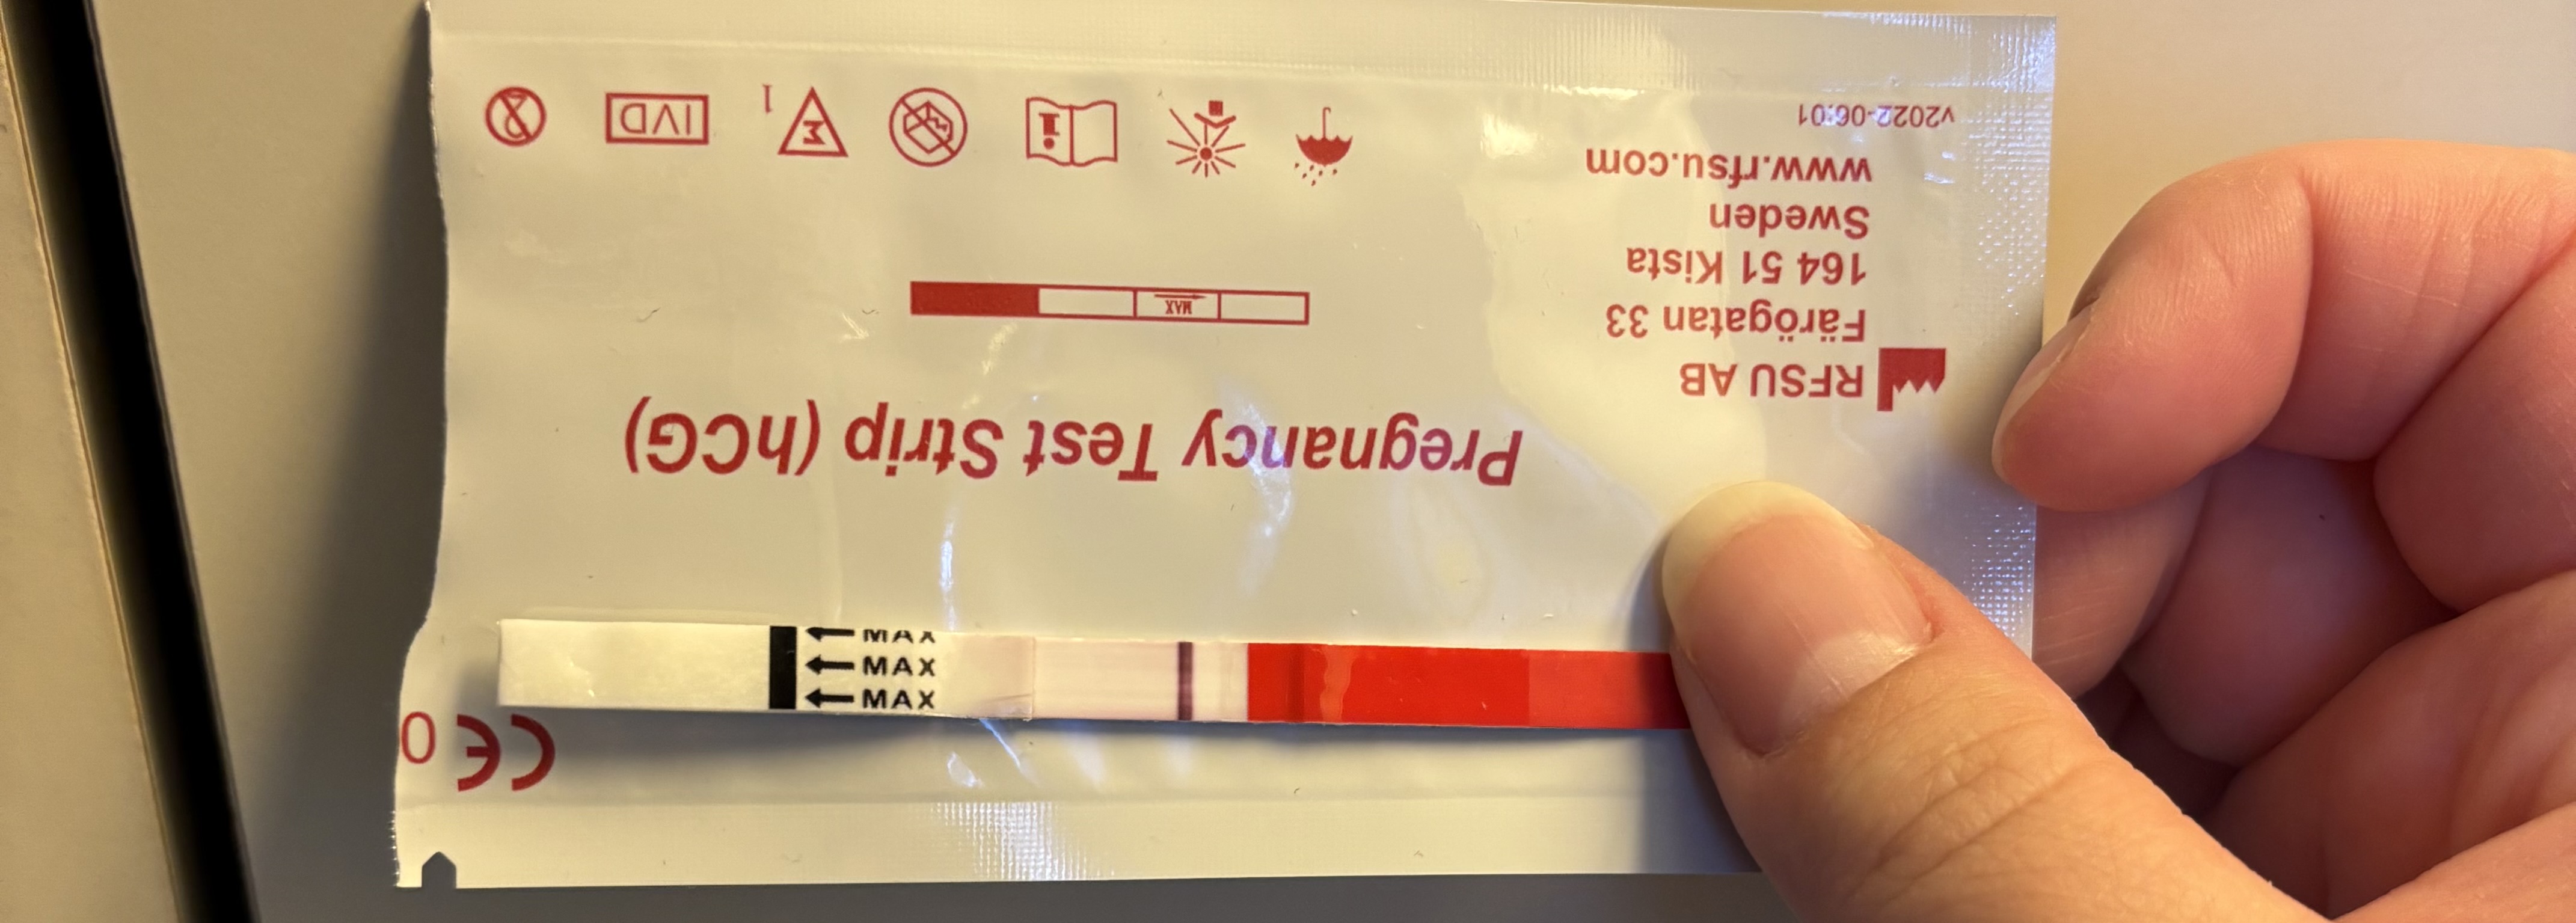 Pregnancy Test Strip (hCG)
MAX
RFSU AB
Färögatan 33
164 51 Kista
Sweden
www.rfsu.com
v2022-06:01
IVD
Σ
1
CE 0
MAX
MAX
MAX